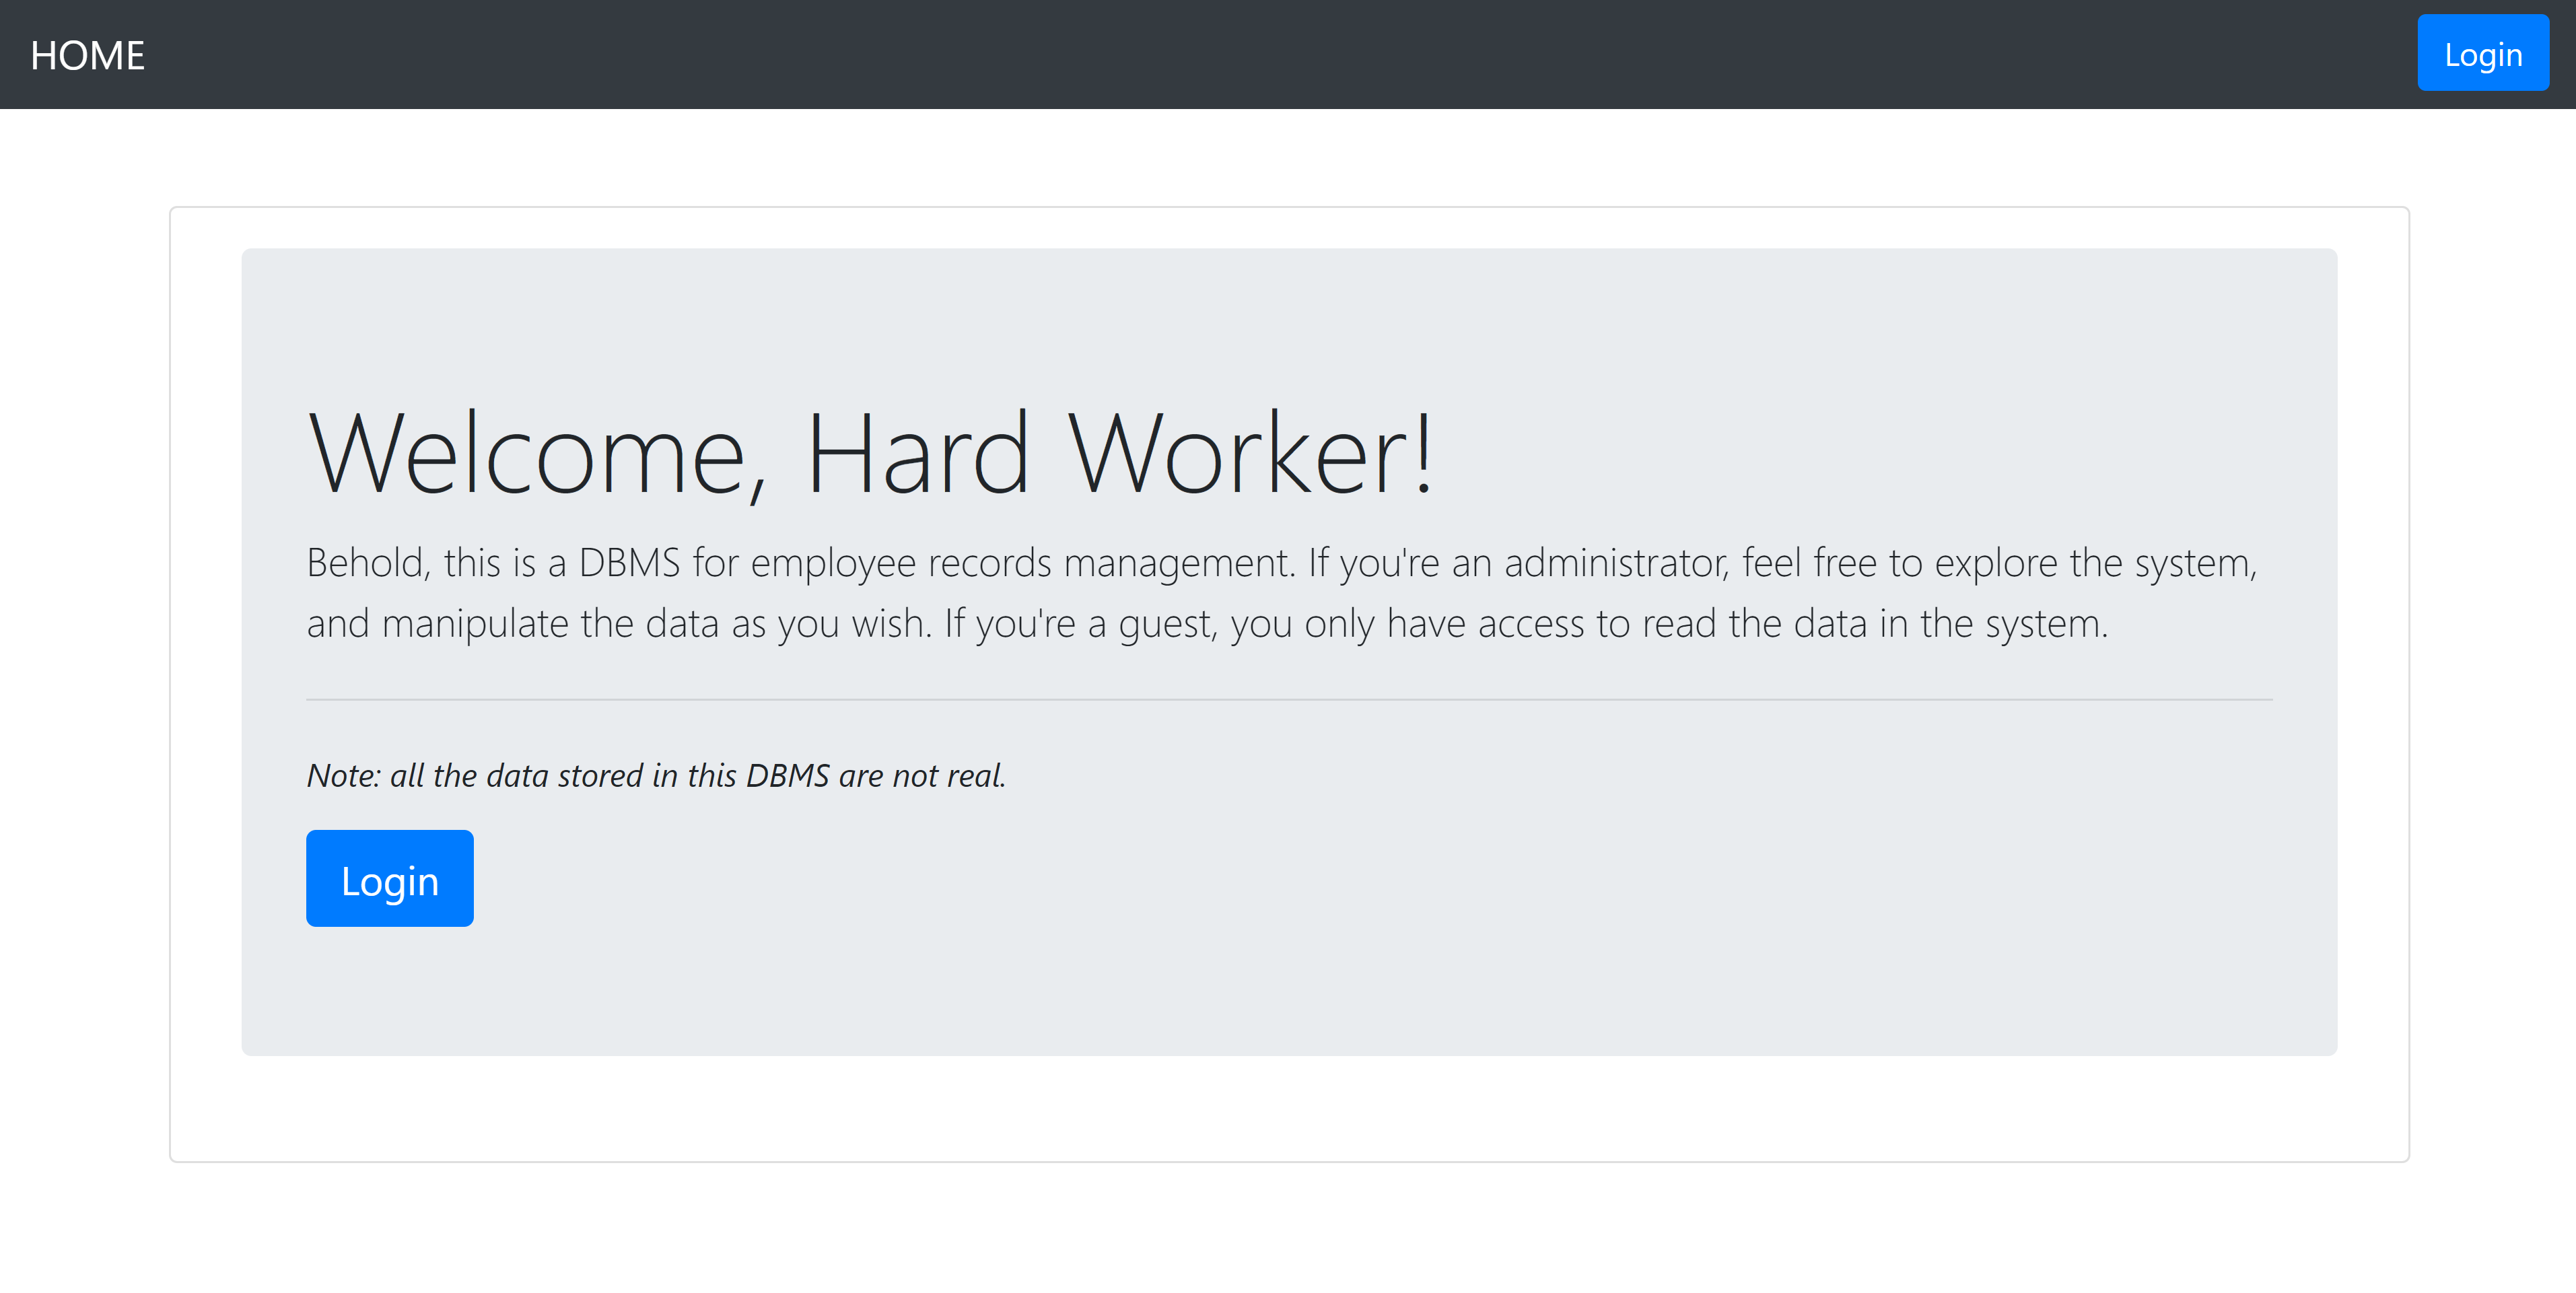 HOME
Login
Welcome, Hard Worker!
Behold, this is a DBMS for employee records management. If you're an administrator, feel free to explore the system,
and manipulate the data as you wish. If you're a guest, you only have access to read the data in the system.
Note: all the data stored in this DBMS are not real.
Login